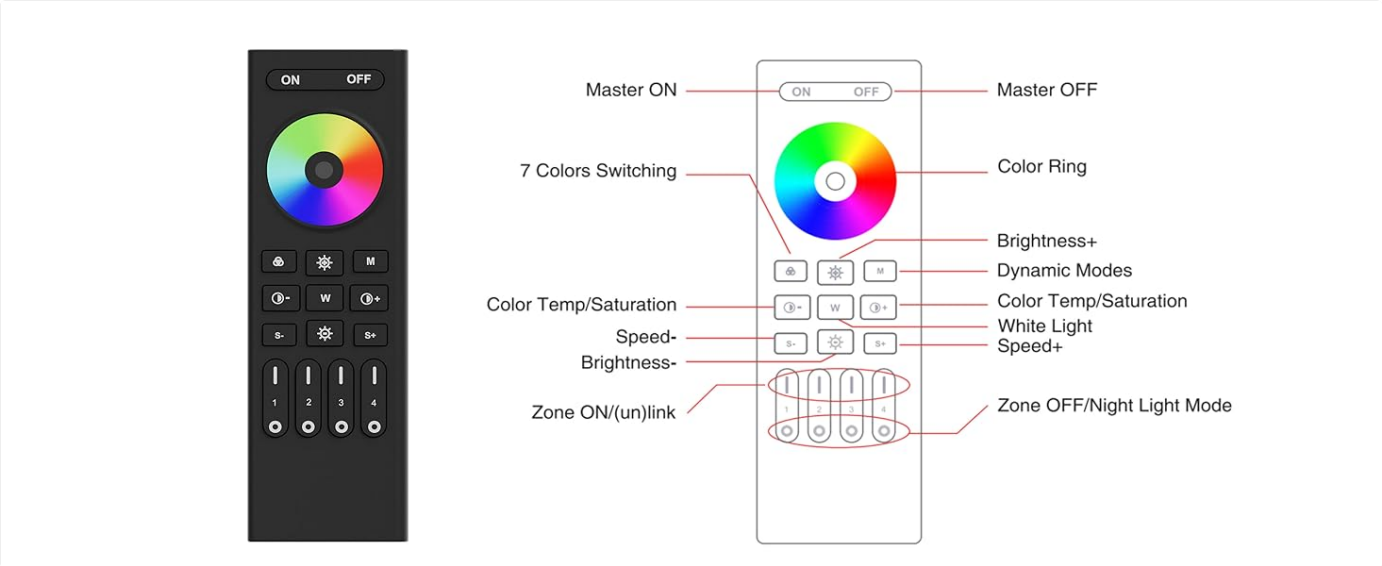 ON OFF
M
-
W
+
S-
S+
1 2 3 4
Master ON
ON OFF
Master OFF
7 Colors Switching
Color Ring
Brightness+
M
Dynamic Modes
Color Temp/Saturation
-
W
+
Color Temp/Saturation
White Light
Speed-
S-
S+
Speed+
Brightness-
Zone ON/(un)link
1 2 3 4
Zone OFF/Night Light Mode